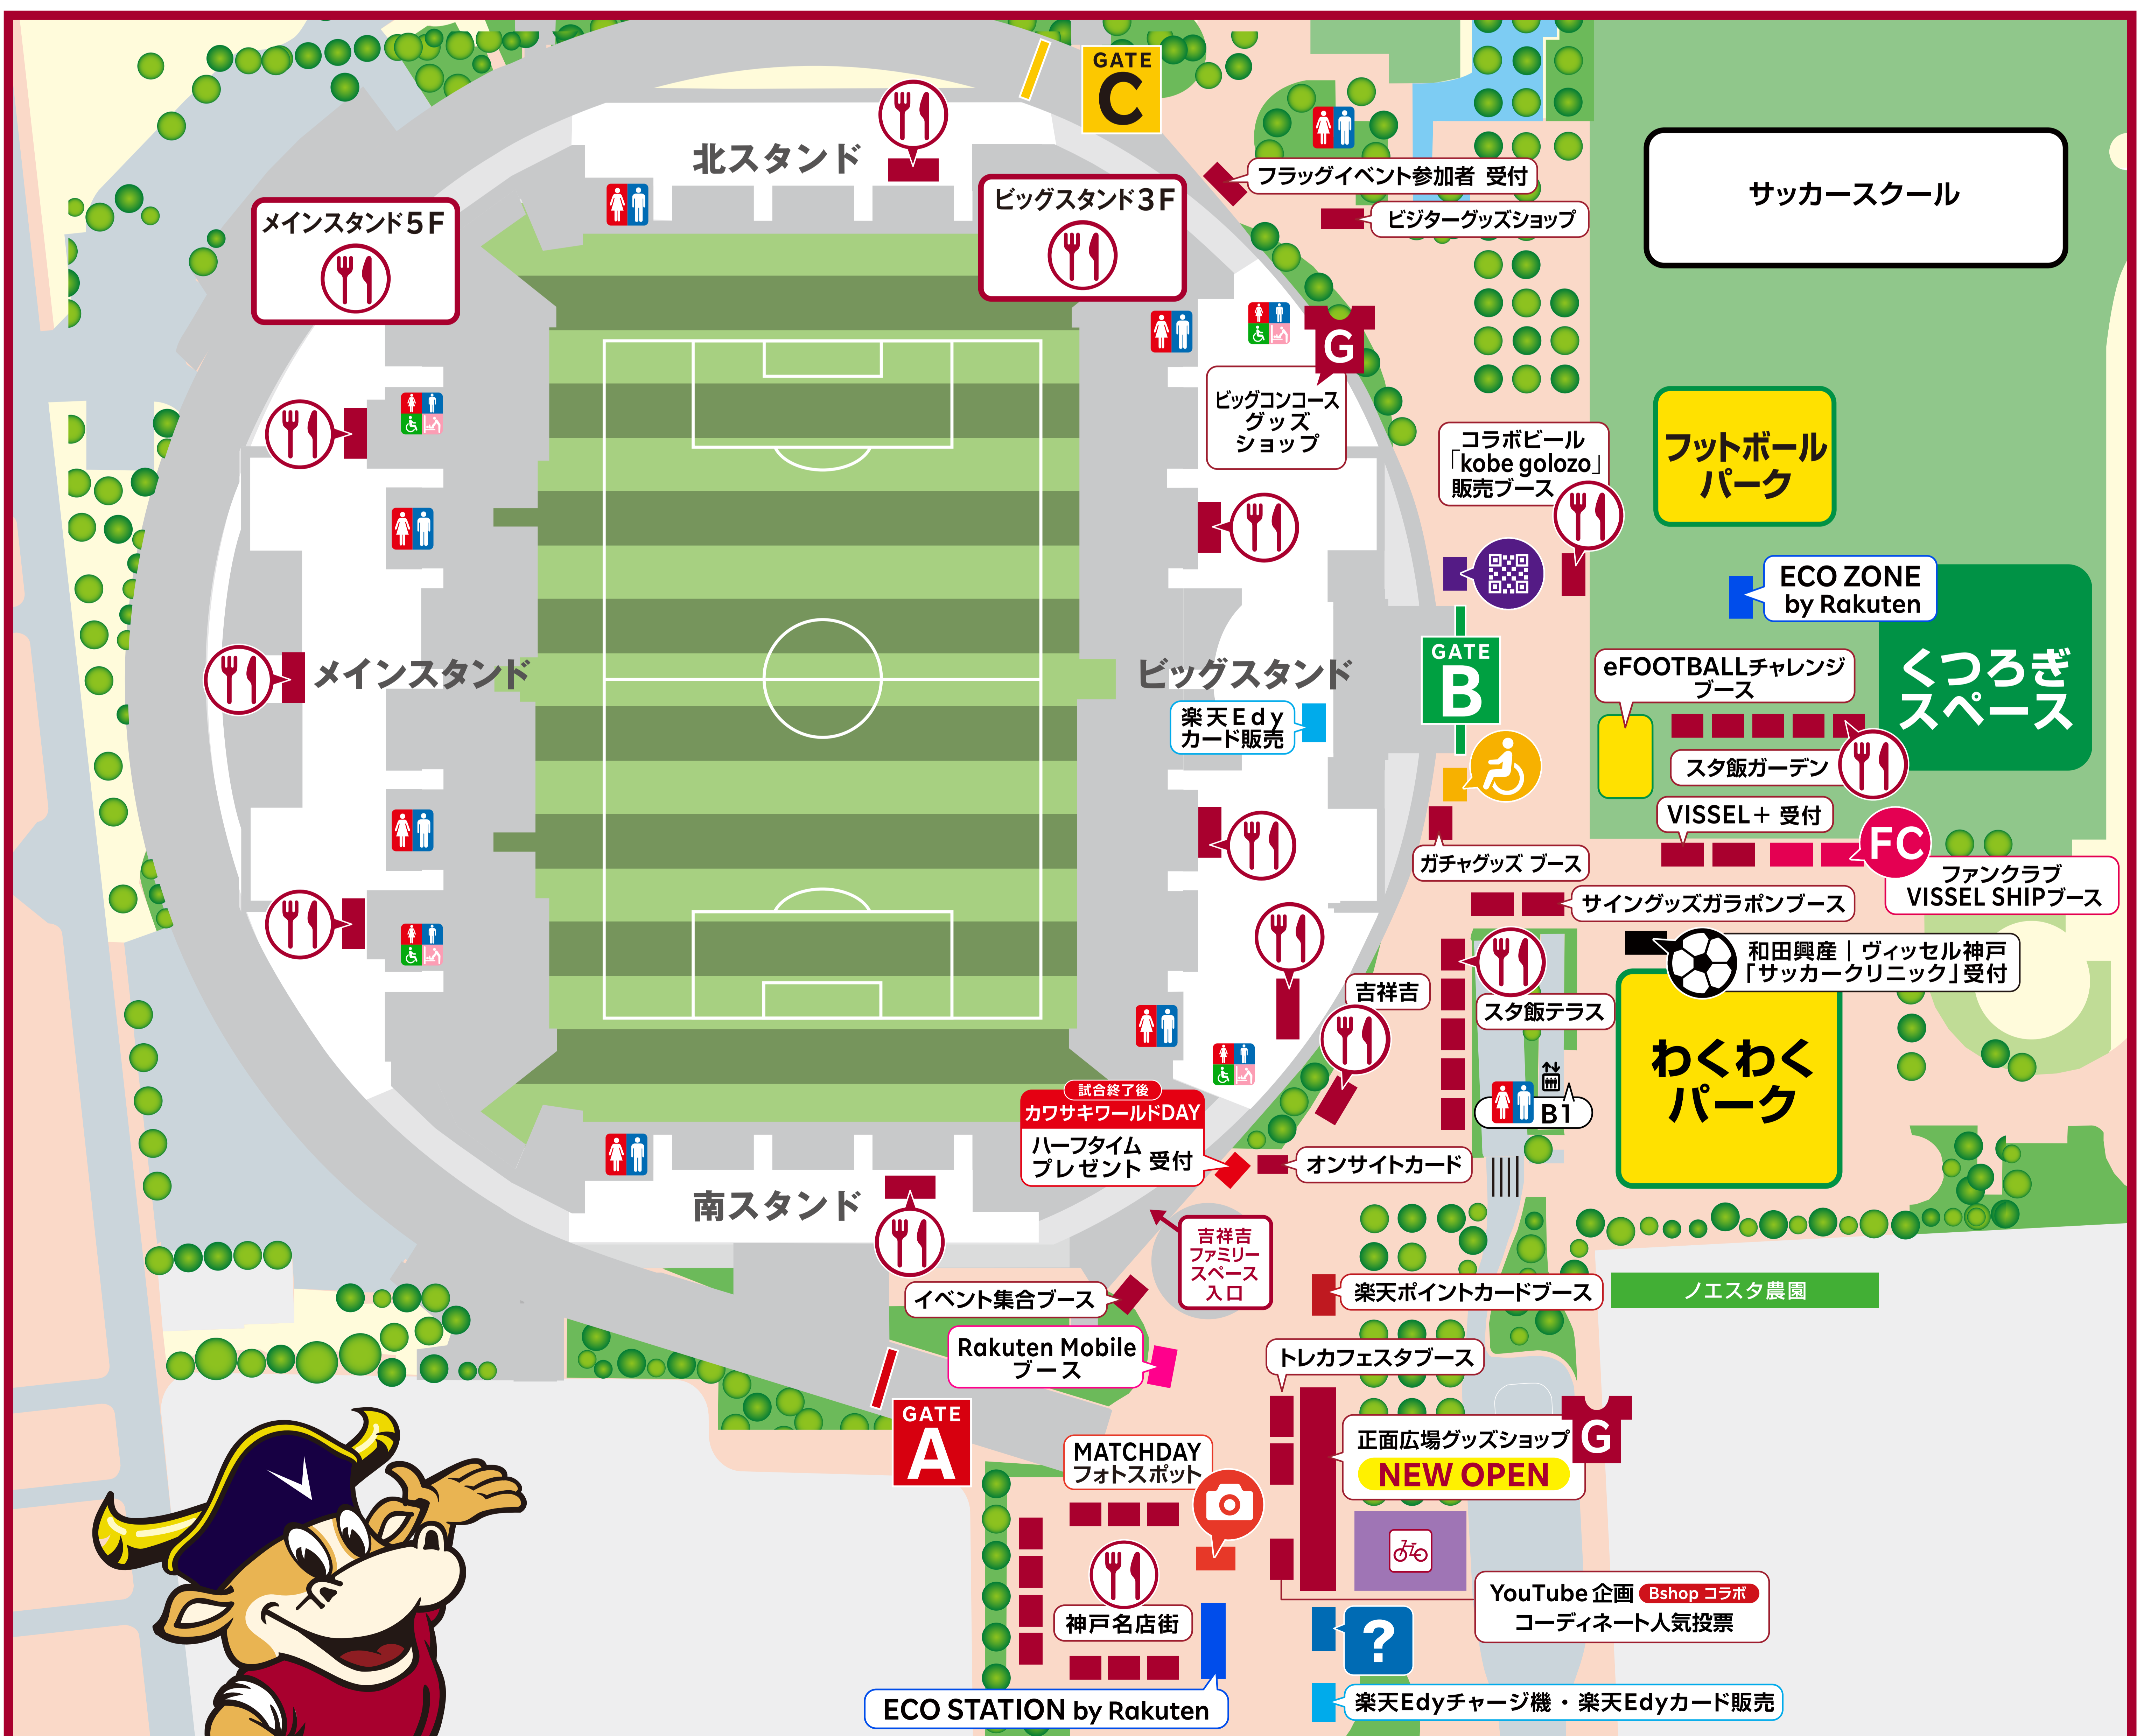 GATE
C
北スタンド
フラッグイベント参加者 受付
ビジターグッズショップ
サッカースクール
メインスタンド5F
ビッグスタンド3F
G
ビッグコンコース
グッズ
ショップ
コラボビール
「kobe golozo」
販売ブース
フットボール
パーク
ECO ZONE
by Rakuten
メインスタンド
ビッグスタンド
GATE
B
楽天Edy
カード販売
eFOOTBALLチャレンジ
ブース
くつろぎ
スペース
スタ飯ガーデン
VISSEL＋ 受付
FC
ファンクラブ
VISSEL SHIPブース
ガチャグッズ ブース
サイングッズガラポンブース
和田興産｜ヴィッセル神戸
「サッカークリニック」受付
吉祥吉
スタ飯テラス
B1
わくわく
パーク
試合終了後
カワサキワールドDAY
ハーフタイム
プレゼント 受付
オンサイトカード
南スタンド
吉祥吉
ファミリー
スペース
入口
イベント集合ブース
楽天ポイントカードブース
ノエスタ農園
Rakuten Mobile
ブース
トレカフェスタブース
GATE
A
MATCHDAY
フォトスポット
正面広場グッズショップ
NEW OPEN
G
神戸名店街
YouTube 企画 Bshop コラボ
コーディネート人気投票
?
ECO STATION by Rakuten
楽天Edyチャージ機・楽天Edyカード販売